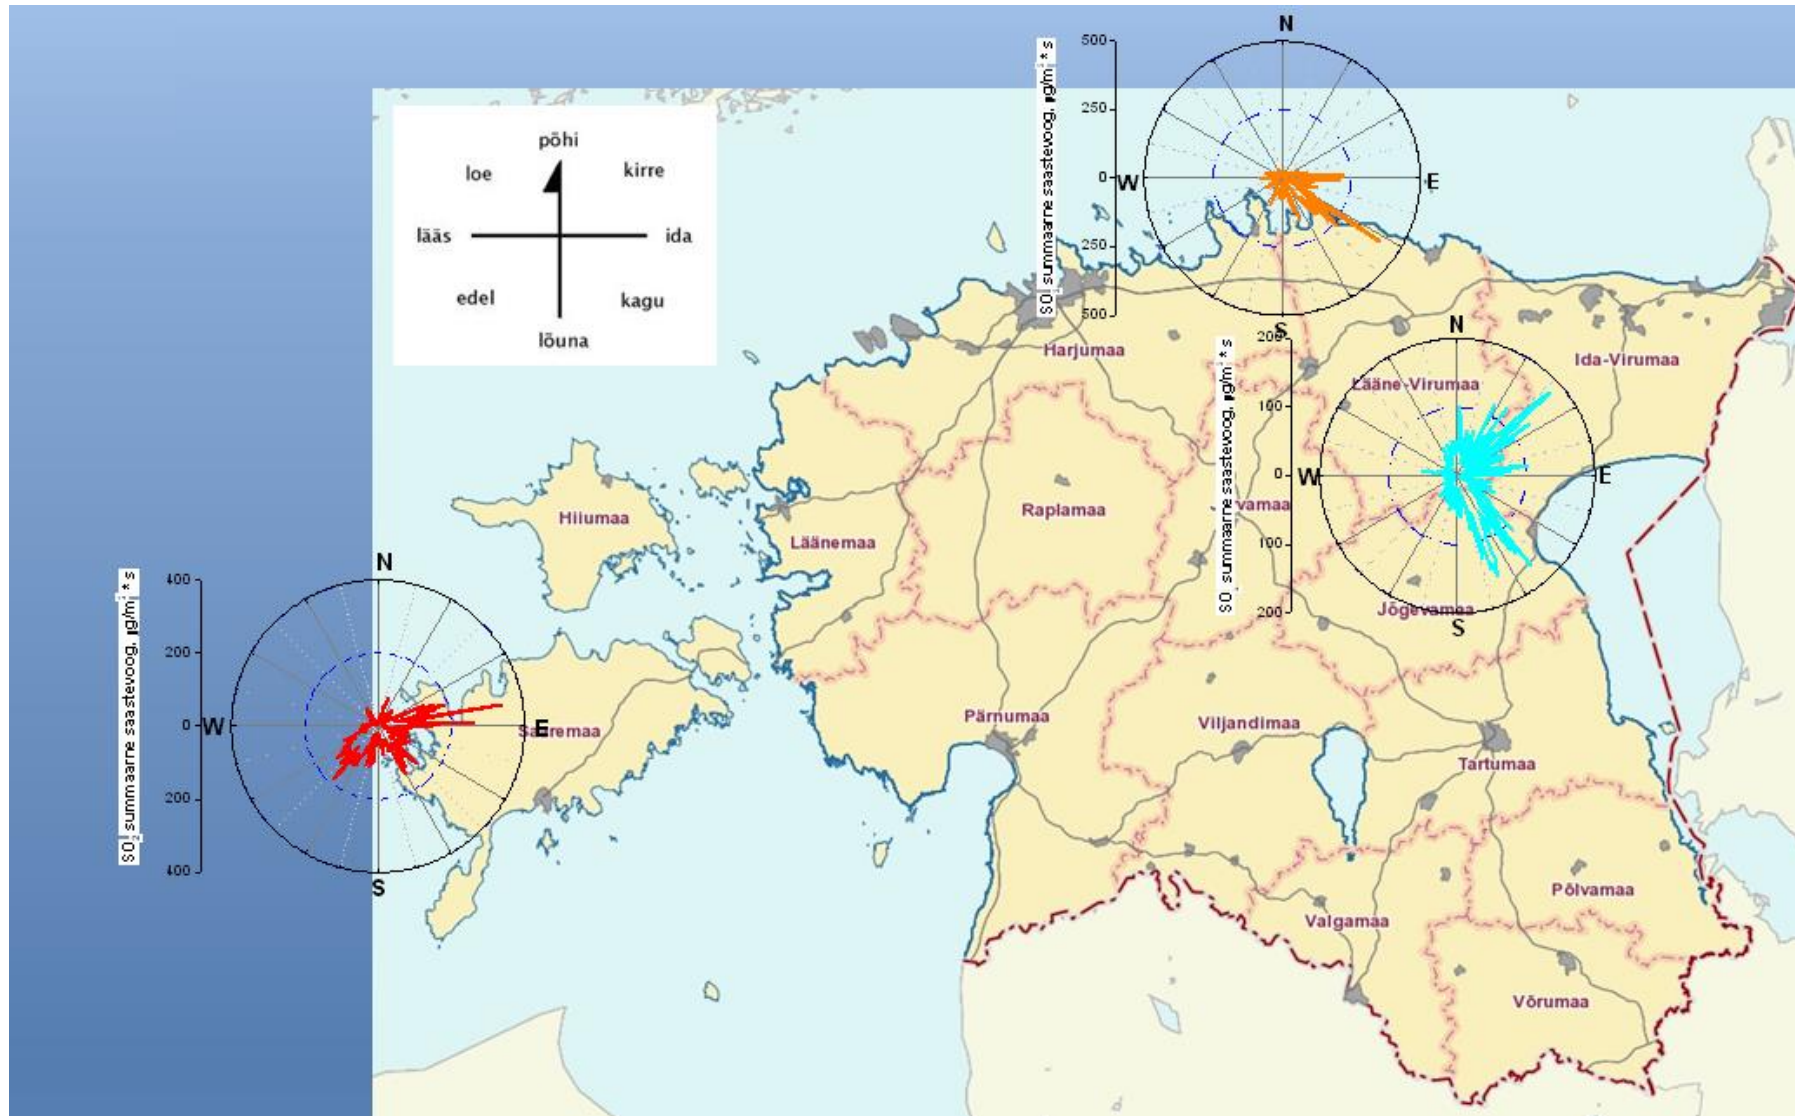 N
500
250
0
250
500
W
E
S
SO₂ summaarne saastevoog, µg/m² * s
põhi
loe
kirre
lääs
ida
edel
kagu
lõuna
N
200
100
0
100
200
W
E
S
SO₂ summaarne saastevoog, µg/m² * s
Harjumaa
Lääne-Virumaa
Ida-Virumaa
Hiiumaa
Läänemaa
Raplamaa
vamaa
Jõgevamaa
N
400
200
0
200
400
W
E
S
SO₂ summaarne saastevoog, µg/m² * s
Saaremaa
Pärnumaa
Viljandimaa
Tartumaa
Valgamaa
Põlvamaa
Võrumaa